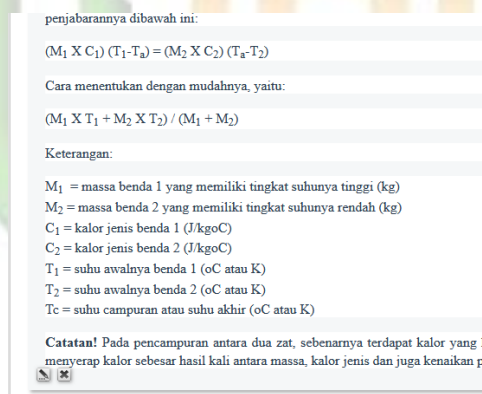 penjabarannya dibawah ini:
(M₁ X C₁) (T₁-Tₐ) = (M₂ X C₂) (Tₐ-T₂)
Cara menentukan dengan mudahnya, yaitu:
(M₁ X T₁ + M₂ X T₂) / (M₁ + M₂)
Keterangan:
M₁ = massa benda 1 yang memiliki tingkat suhunya tinggi (kg)
M₂ = massa benda 2 yang memiliki tingkat suhunya rendah (kg)
C₁ = kalor jenis benda 1 (J/kgoC)
C₂ = kalor jenis benda 2 (J/kgoC)
T₁ = suhu awalnya benda 1 (oC atau K)
T₂ = suhu awalnya benda 2 (oC atau K)
Tc = suhu campuran atau suhu akhir (oC atau K)
Catatan! Pada pencampuran antara dua zat, sebenarnya terdapat kalor yang
menyerap kalor sebesar hasil kali antara massa, kalor jenis dan juga kenaikan